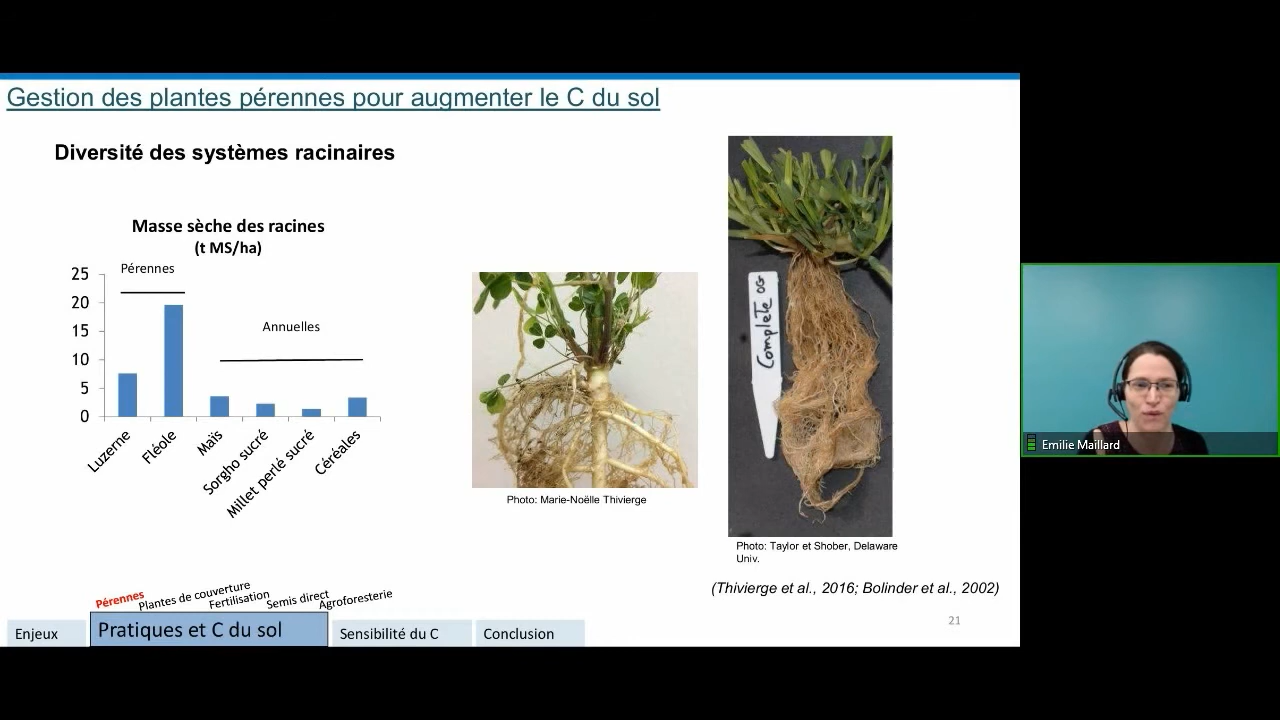 Gestion des plantes pérennes pour augmenter le C du sol
Diversité des systèmes racinaires
Masse sèche des racines
(t MS/ha)
25
20
15
10
5
0
Pérennes
Annuelles
Luzerne
Fléole
Maïs
Sorgho sucré
Millet perlé sucré
Céréales
Photo: Marie-Noëlle Thivierge
Complete OG
Photo: Taylor et Shober, Delaware
Univ.
(Thivierge et al., 2016; Bolinder et al., 2002)
Pérennes
Plantes de couverture
Fertilisation
Semis direct
Agroforesterie
Enjeux
Pratiques et C du sol
Sensibilité du C
Conclusion
21
Emilie Maillard